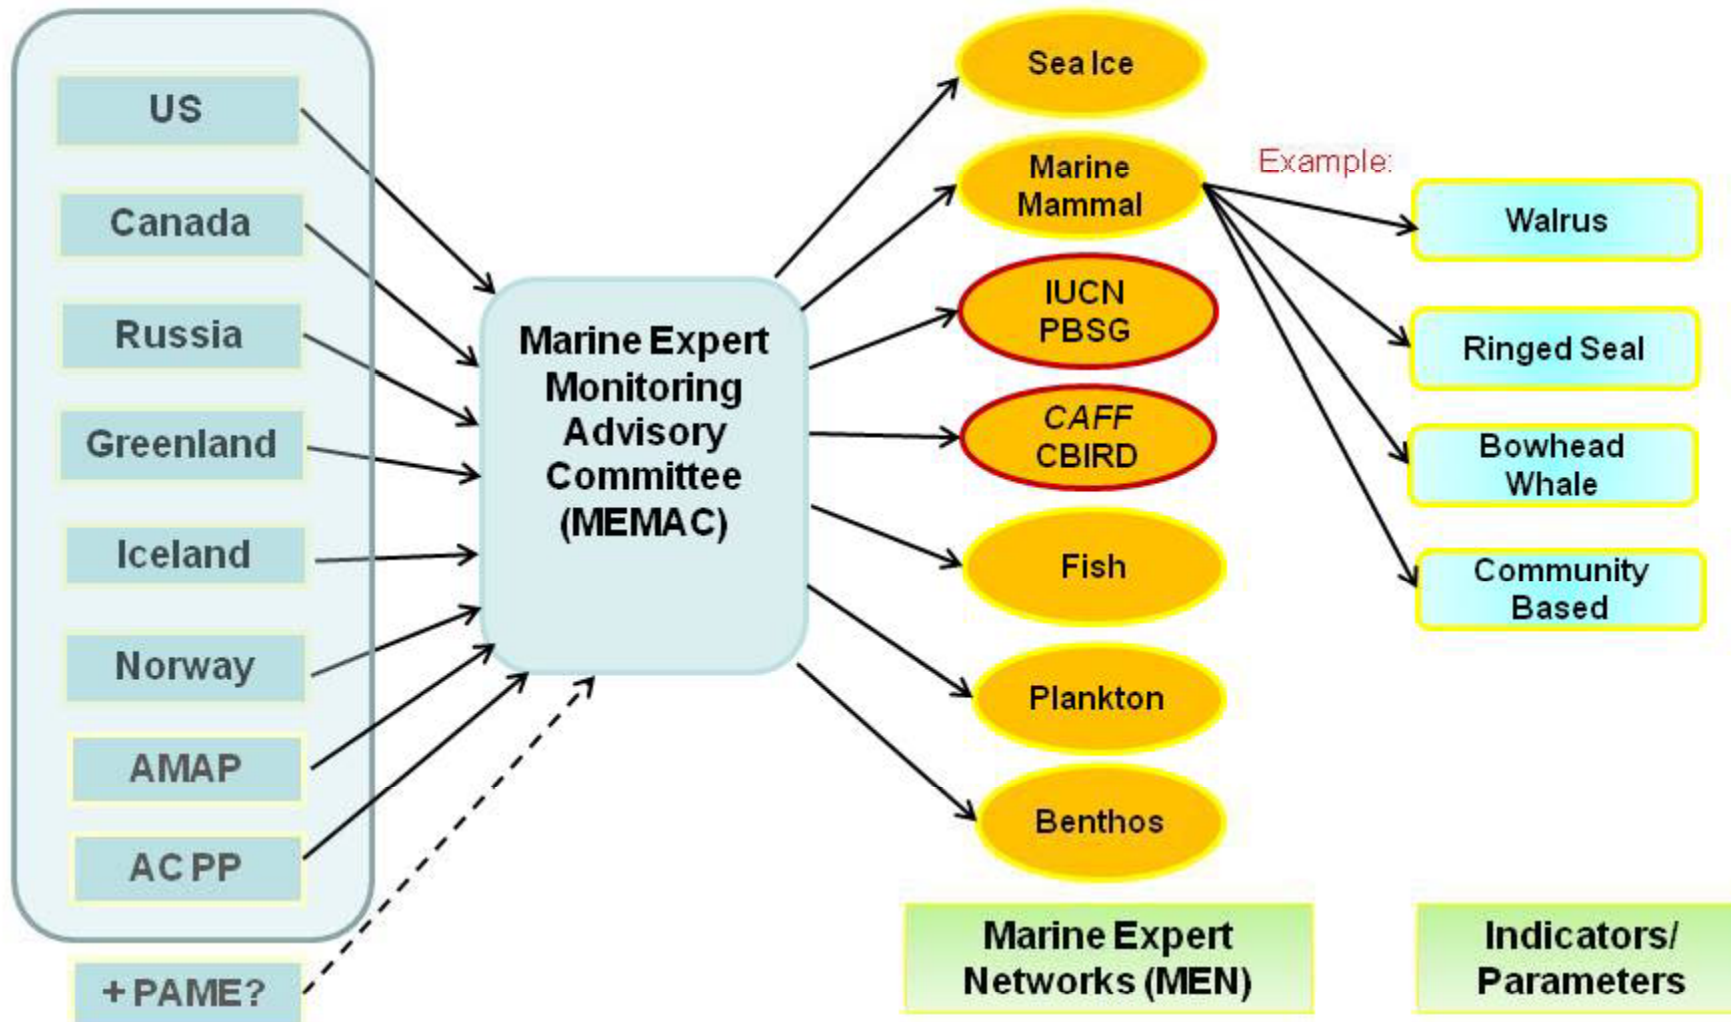 US
Canada
Russia
Greenland
Iceland
Norway
AMAP
ACPP
+ PAME?
Marine Expert
Monitoring
Advisory
Committee
(MEMAC)
Sea Ice
Marine
Mammal
IUCN
PBSG
CAFF
CBIRD
Fish
Plankton
Benthos
Marine Expert
Networks (MEN)
Example:
Walrus
Ringed Seal
Bowhead
Whale
Community
Based
Indicators/
Parameters